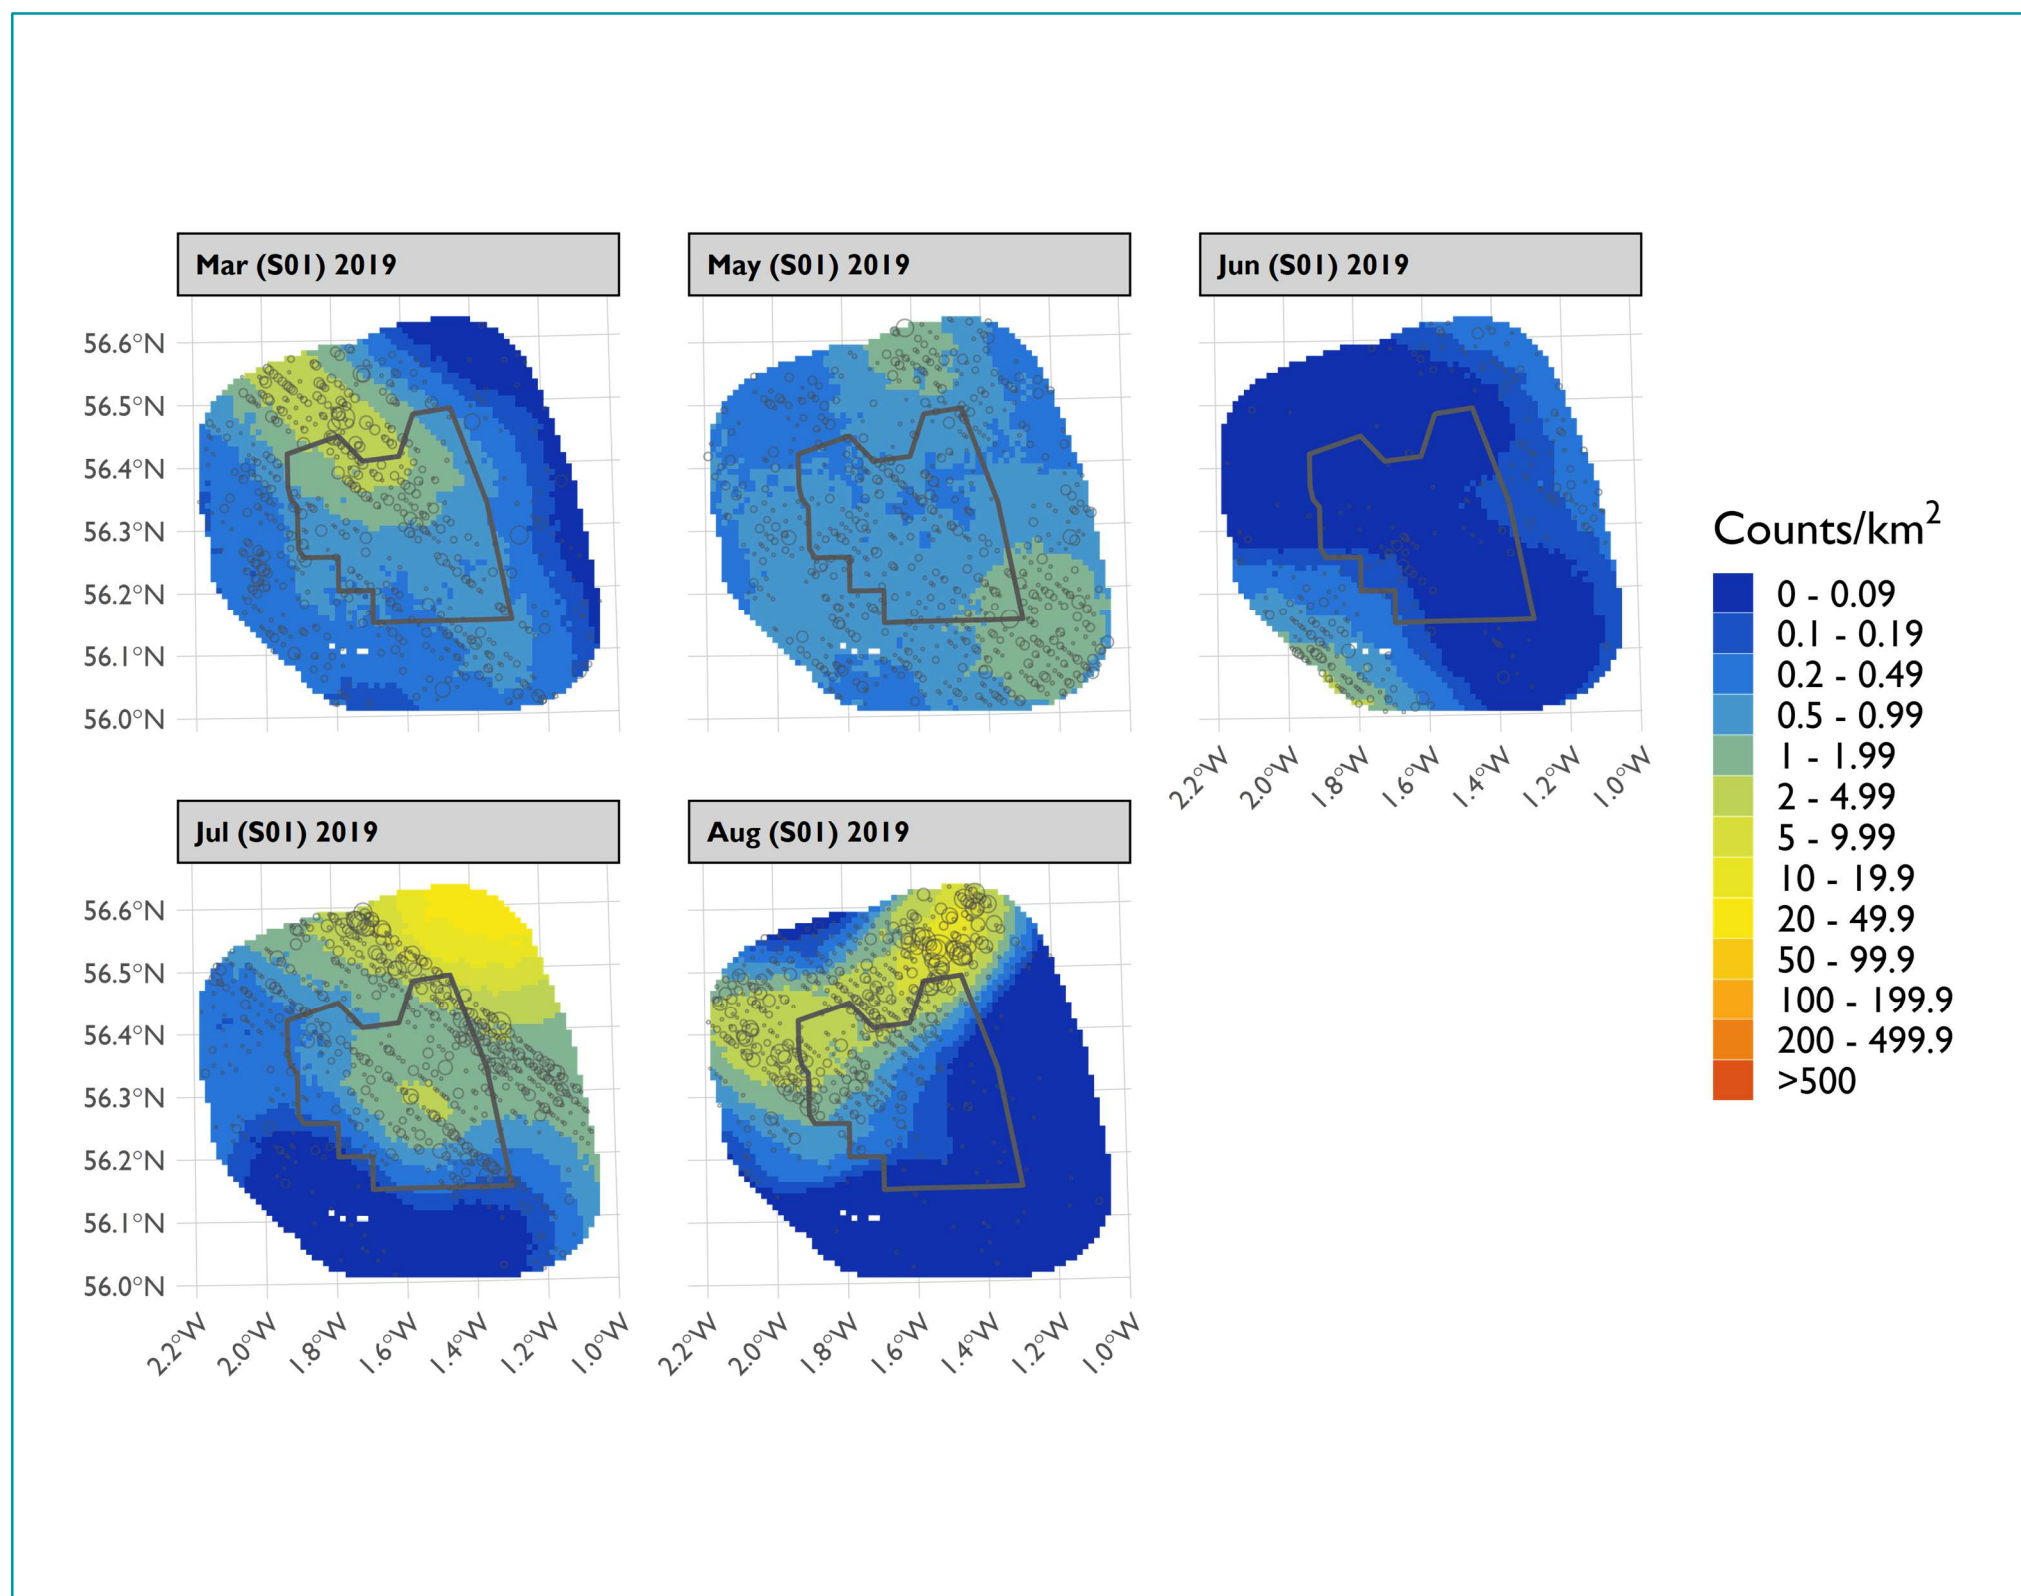 Mar (S01) 2019
May (S01) 2019
Jun (S01) 2019
56.6°N
56.5°N
56.4°N
56.3°N
56.2°N
56.1°N
56.0°N
2.2°W
2.0°W
1.8°W
1.6°W
1.4°W
1.2°W
1.0°W
Jul (S01) 2019
Aug (S01) 2019
56.6°N
56.5°N
56.4°N
56.3°N
56.2°N
56.1°N
56.0°N
2.2°W
2.0°W
1.8°W
1.6°W
1.4°W
1.2°W
1.0°W
2.2°W
2.0°W
1.8°W
1.6°W
1.4°W
1.2°W
1.0°W
Counts/km²
0 - 0.09
0.1 - 0.19
0.2 - 0.49
0.5 - 0.99
1 - 1.99
2 - 4.99
5 - 9.99
10 - 19.9
20 - 49.9
50 - 99.9
100 - 199.9
200 - 499.9
>500